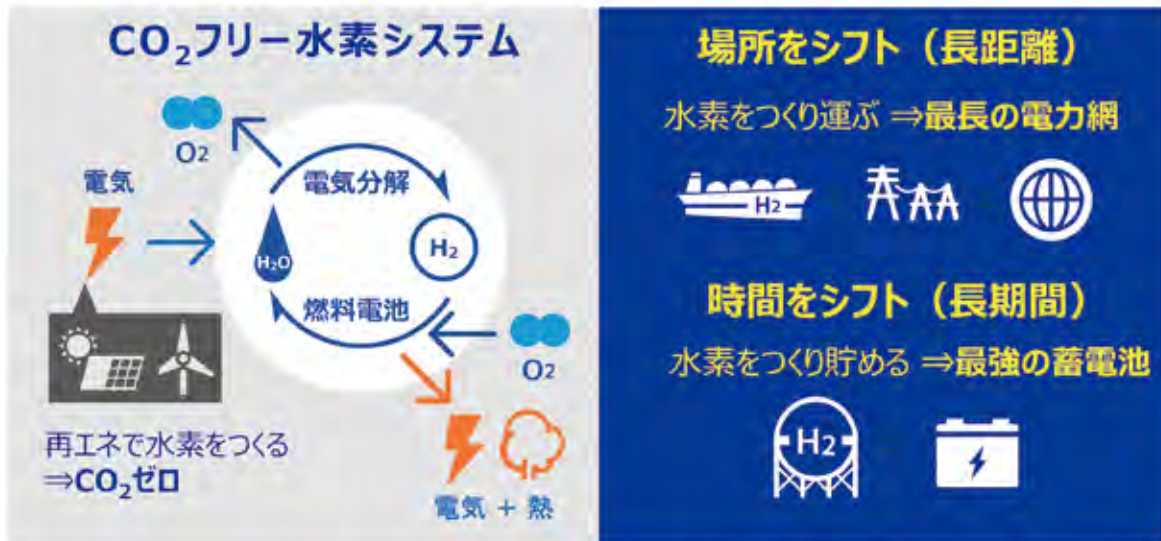 CO₂フリー水素システム
O₂
電気
電気分解
H₂O
H₂
燃料電池
O₂
再エネで水素をつくる
⇒CO₂ゼロ
電気 + 熱
場所をシフト（長距離）
水素をつくり運ぶ ⇒最長の電力網
H₂
時間をシフト（長期間）
水素をつくり貯める ⇒最強の蓄電池
H₂